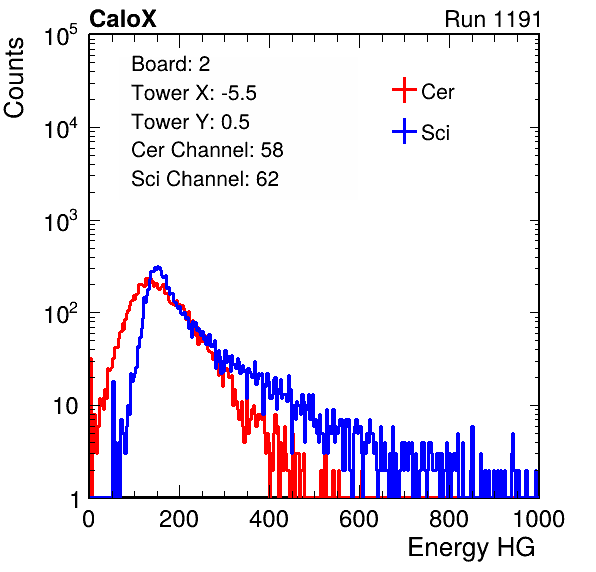 CaloX Run 1191
Counts
Board: 2
Tower X: -5.5
Tower Y: 0.5
Cer Channel: 58
Sci Channel: 62
Cer
Sci
10^5
10^4
10^3
10^2
10
1
0 200 400 600 800 1000
Energy HG